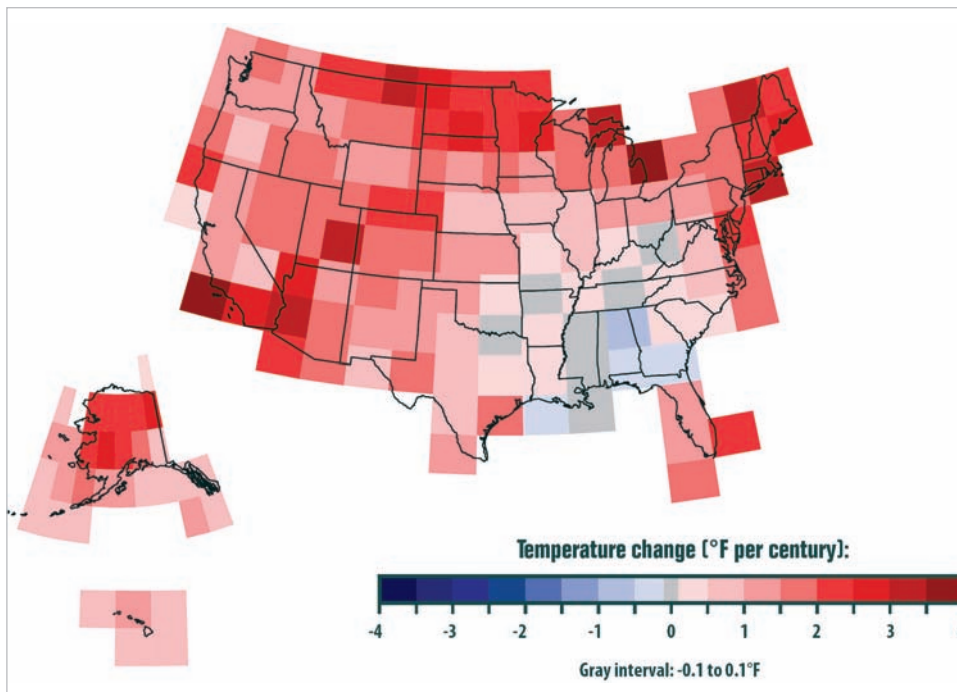 Temperature change (°F per century):
-4 -3 -2 -1 0 1 2 3
Gray interval: -0.1 to 0.1°F